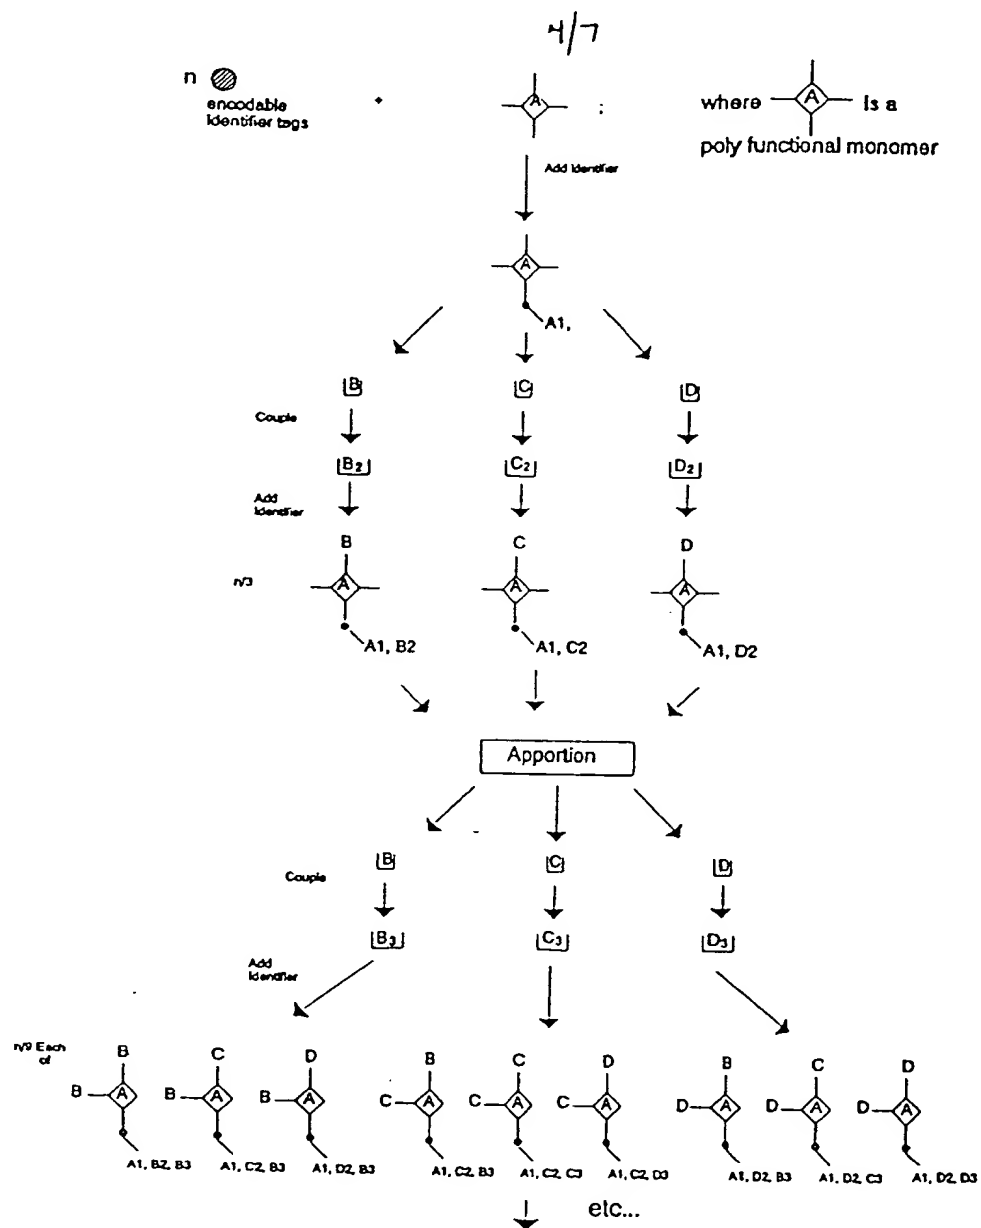 4/7
n
encodable
Identifier tags
+
A
;
where A is a
poly functional monomer
Add Identifier
A
A1,
B C D
Couple
B2 C2 D2
Add
Identifier
B C D
n/3
A A A
A1, B2 A1, C2 A1, D2
Apportion
B C D
Couple
B3 C3 D3
Add
Identifier
n/9 Each
of
B C D B C D B C D
B A B A B A C A C A C A D A D A D A
A1, B2, B3 A1, C2, B3 A1, D2, B3 A1, C2, B3 A1, C2, C3 A1, C2, D3 A1, D2, B3 A1, D2, C3 A1, D2, D3
etc...